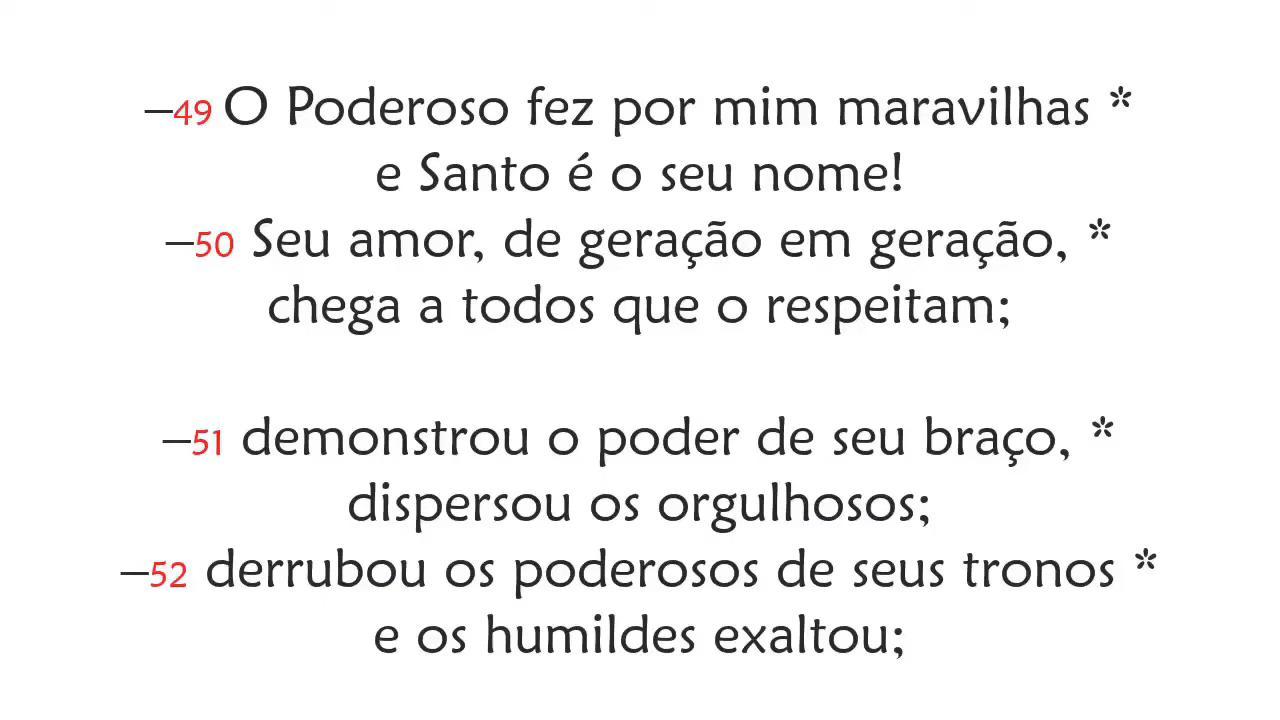 –49 O Poderoso fez por mim maravilhas *
e Santo é o seu nome!
–50 Seu amor, de geração em geração, *
chega a todos que o respeitam;
–51 demonstrou o poder de seu braço, *
dispersou os orgulhosos;
–52 derrubou os poderosos de seus tronos *
e os humildes exaltou;